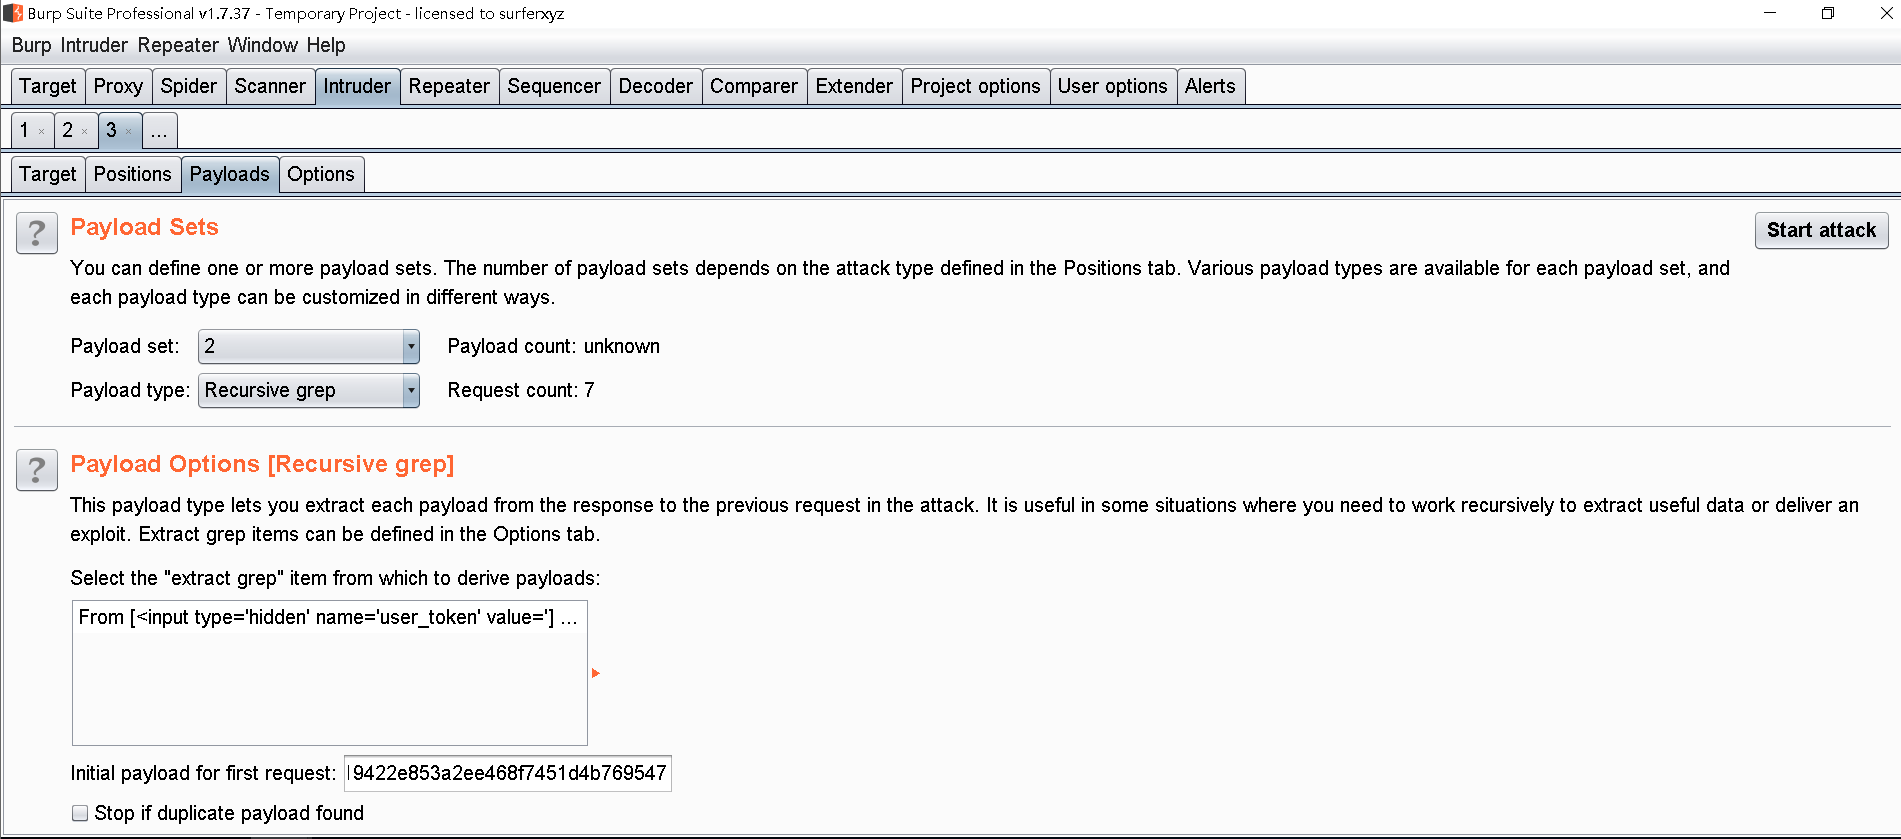 Burp Suite Professional v1.7.37 - Temporary Project - licensed to surferxyz
Burp Intruder Repeater Window Help
Target Proxy Spider Scanner Intruder Repeater Sequencer Decoder Comparer Extender Project options User options Alerts
1 × 2 × 3 × ...
Target Positions Payloads Options
? Payload Sets
Start attack
You can define one or more payload sets. The number of payload sets depends on the attack type defined in the Positions tab. Various payload types are available for each payload set, and
each payload type can be customized in different ways.
Payload set: 2 Payload count: unknown
Payload type: Recursive grep Request count: 7
? Payload Options [Recursive grep]
This payload type lets you extract each payload from the response to the previous request in the attack. It is useful in some situations where you need to work recursively to extract useful data or deliver an
exploit. Extract grep items can be defined in the Options tab.
Select the "extract grep" item from which to derive payloads:
From [<input type='hidden' name='user_token' value='] ...
Initial payload for first request: 9422e853a2ee468f7451d4b769547
Stop if duplicate payload found